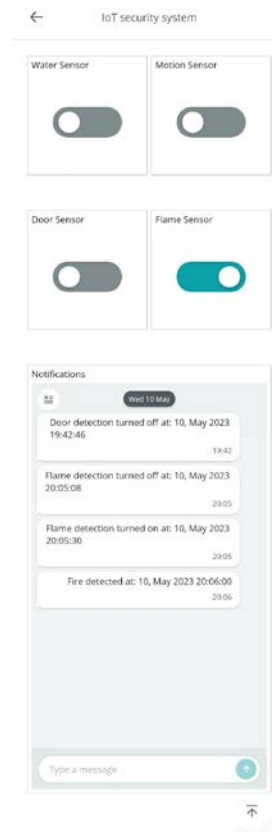 IoT security system
Water Sensor
Motion Sensor
Door Sensor
Flame Sensor
Notifications
Wed 10 May
Door detection turned off at: 10, May 2023
19:42:46
19:42
Flame detection turned off at: 10, May 2023
20:05:08
20:05
Flame detection turned on at: 10, May 2023
20:05:30
20:05
Fire detected at: 10, May 2023 20:06:00
20:06
Type a message